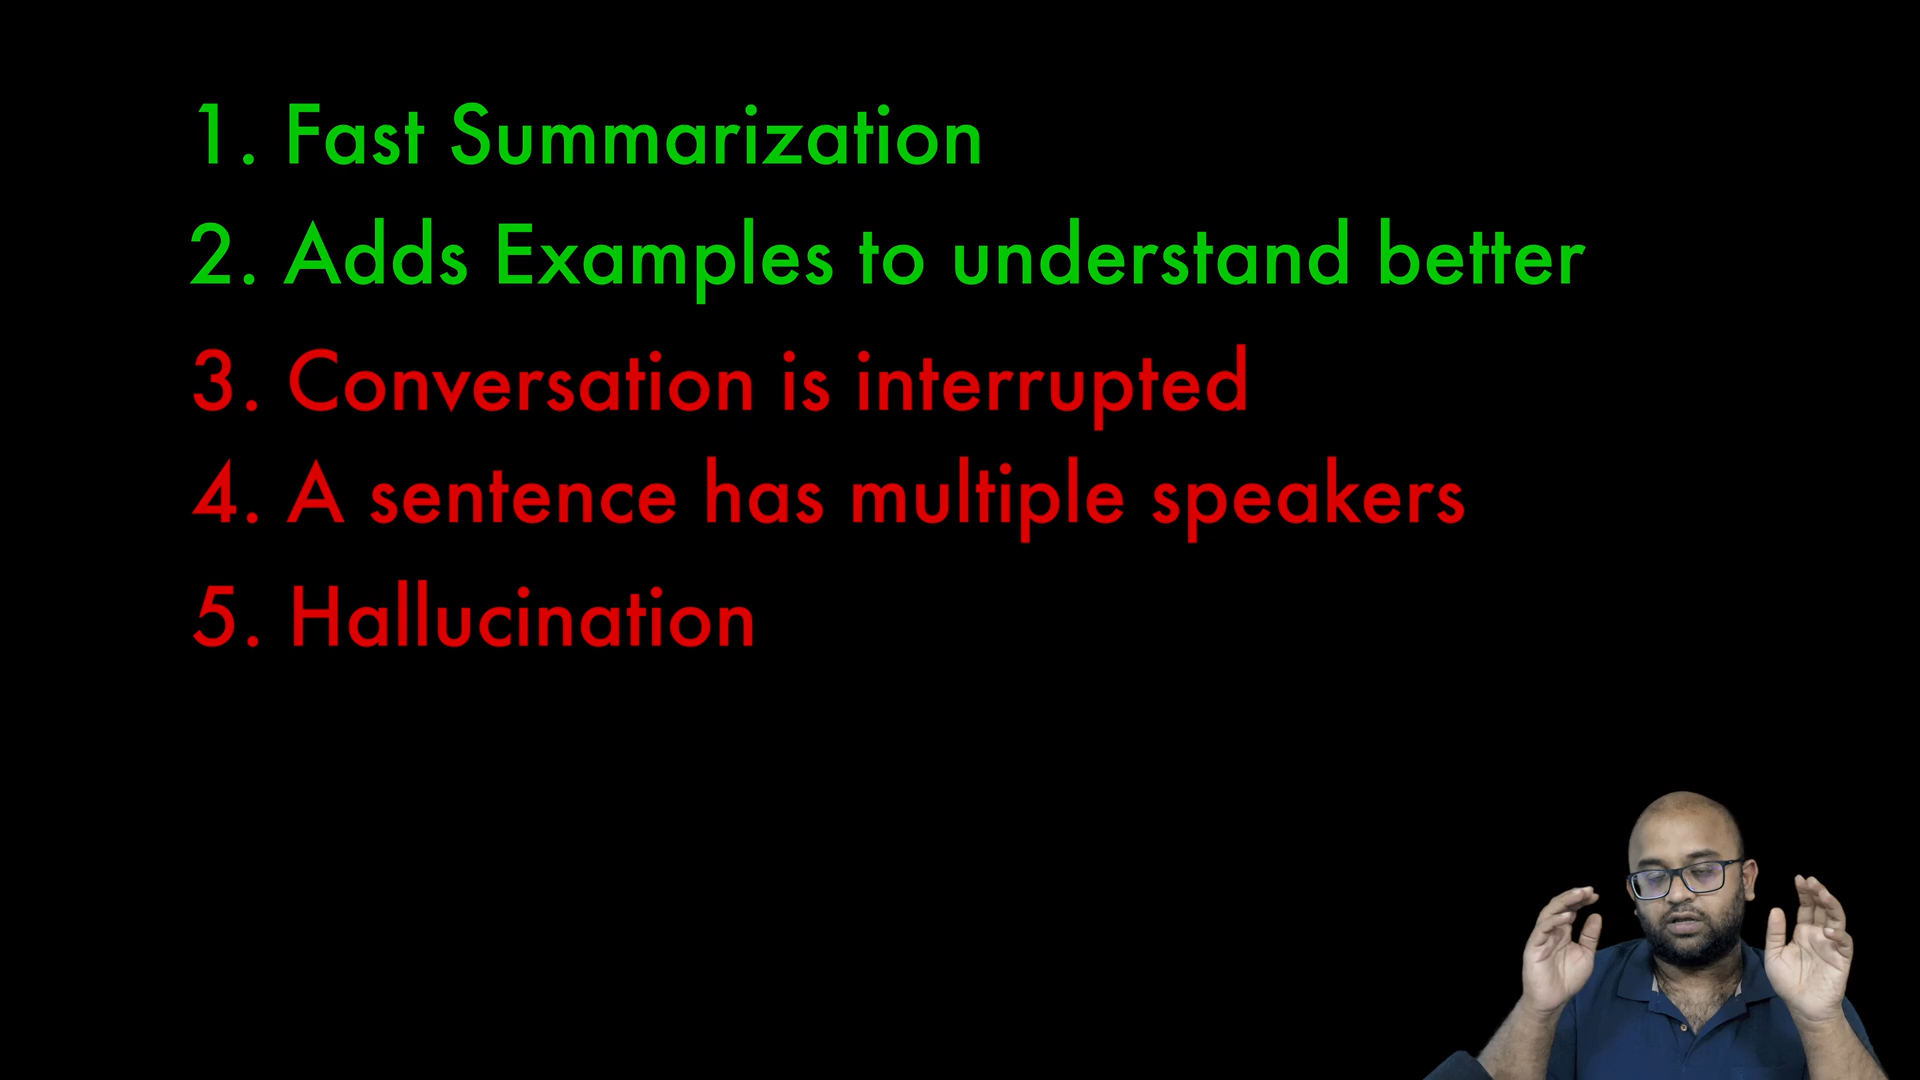 1. Fast Summarization
2. Adds Examples to understand better
3. Conversation is interrupted
4. A sentence has multiple speakers
5. Hallucination